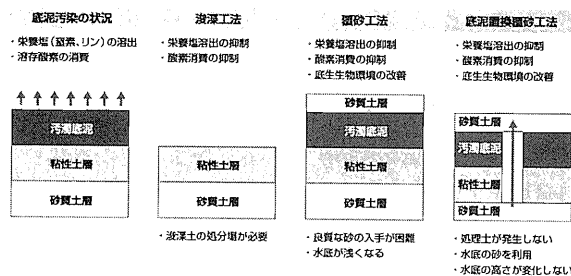 底泥汚染の状況
・栄養塩(窒素、リン)の溶出
・溶存酸素の消費
汚濁底泥
粘性土層
砂質土層
浚渫工法
・栄養塩溶出の抑制
・酸素消費の抑制
粘性土層
砂質土層
・浚渫土の処分場が必要
覆砂工法
・栄養塩溶出の抑制
・酸素消費の抑制
・底生生物環境の改善
砂質土層
汚濁底泥
粘性土層
砂質土層
・良質な砂の入手が困難
・水底が浅くなる
底泥置換覆砂工法
・栄養塩溶出の抑制
・酸素消費の抑制
・底生生物環境の改善
砂質土層
汚濁底泥
粘性土層
砂質土層
・処理土が発生しない
・水底の砂を利用
・水底の高さが変化しない